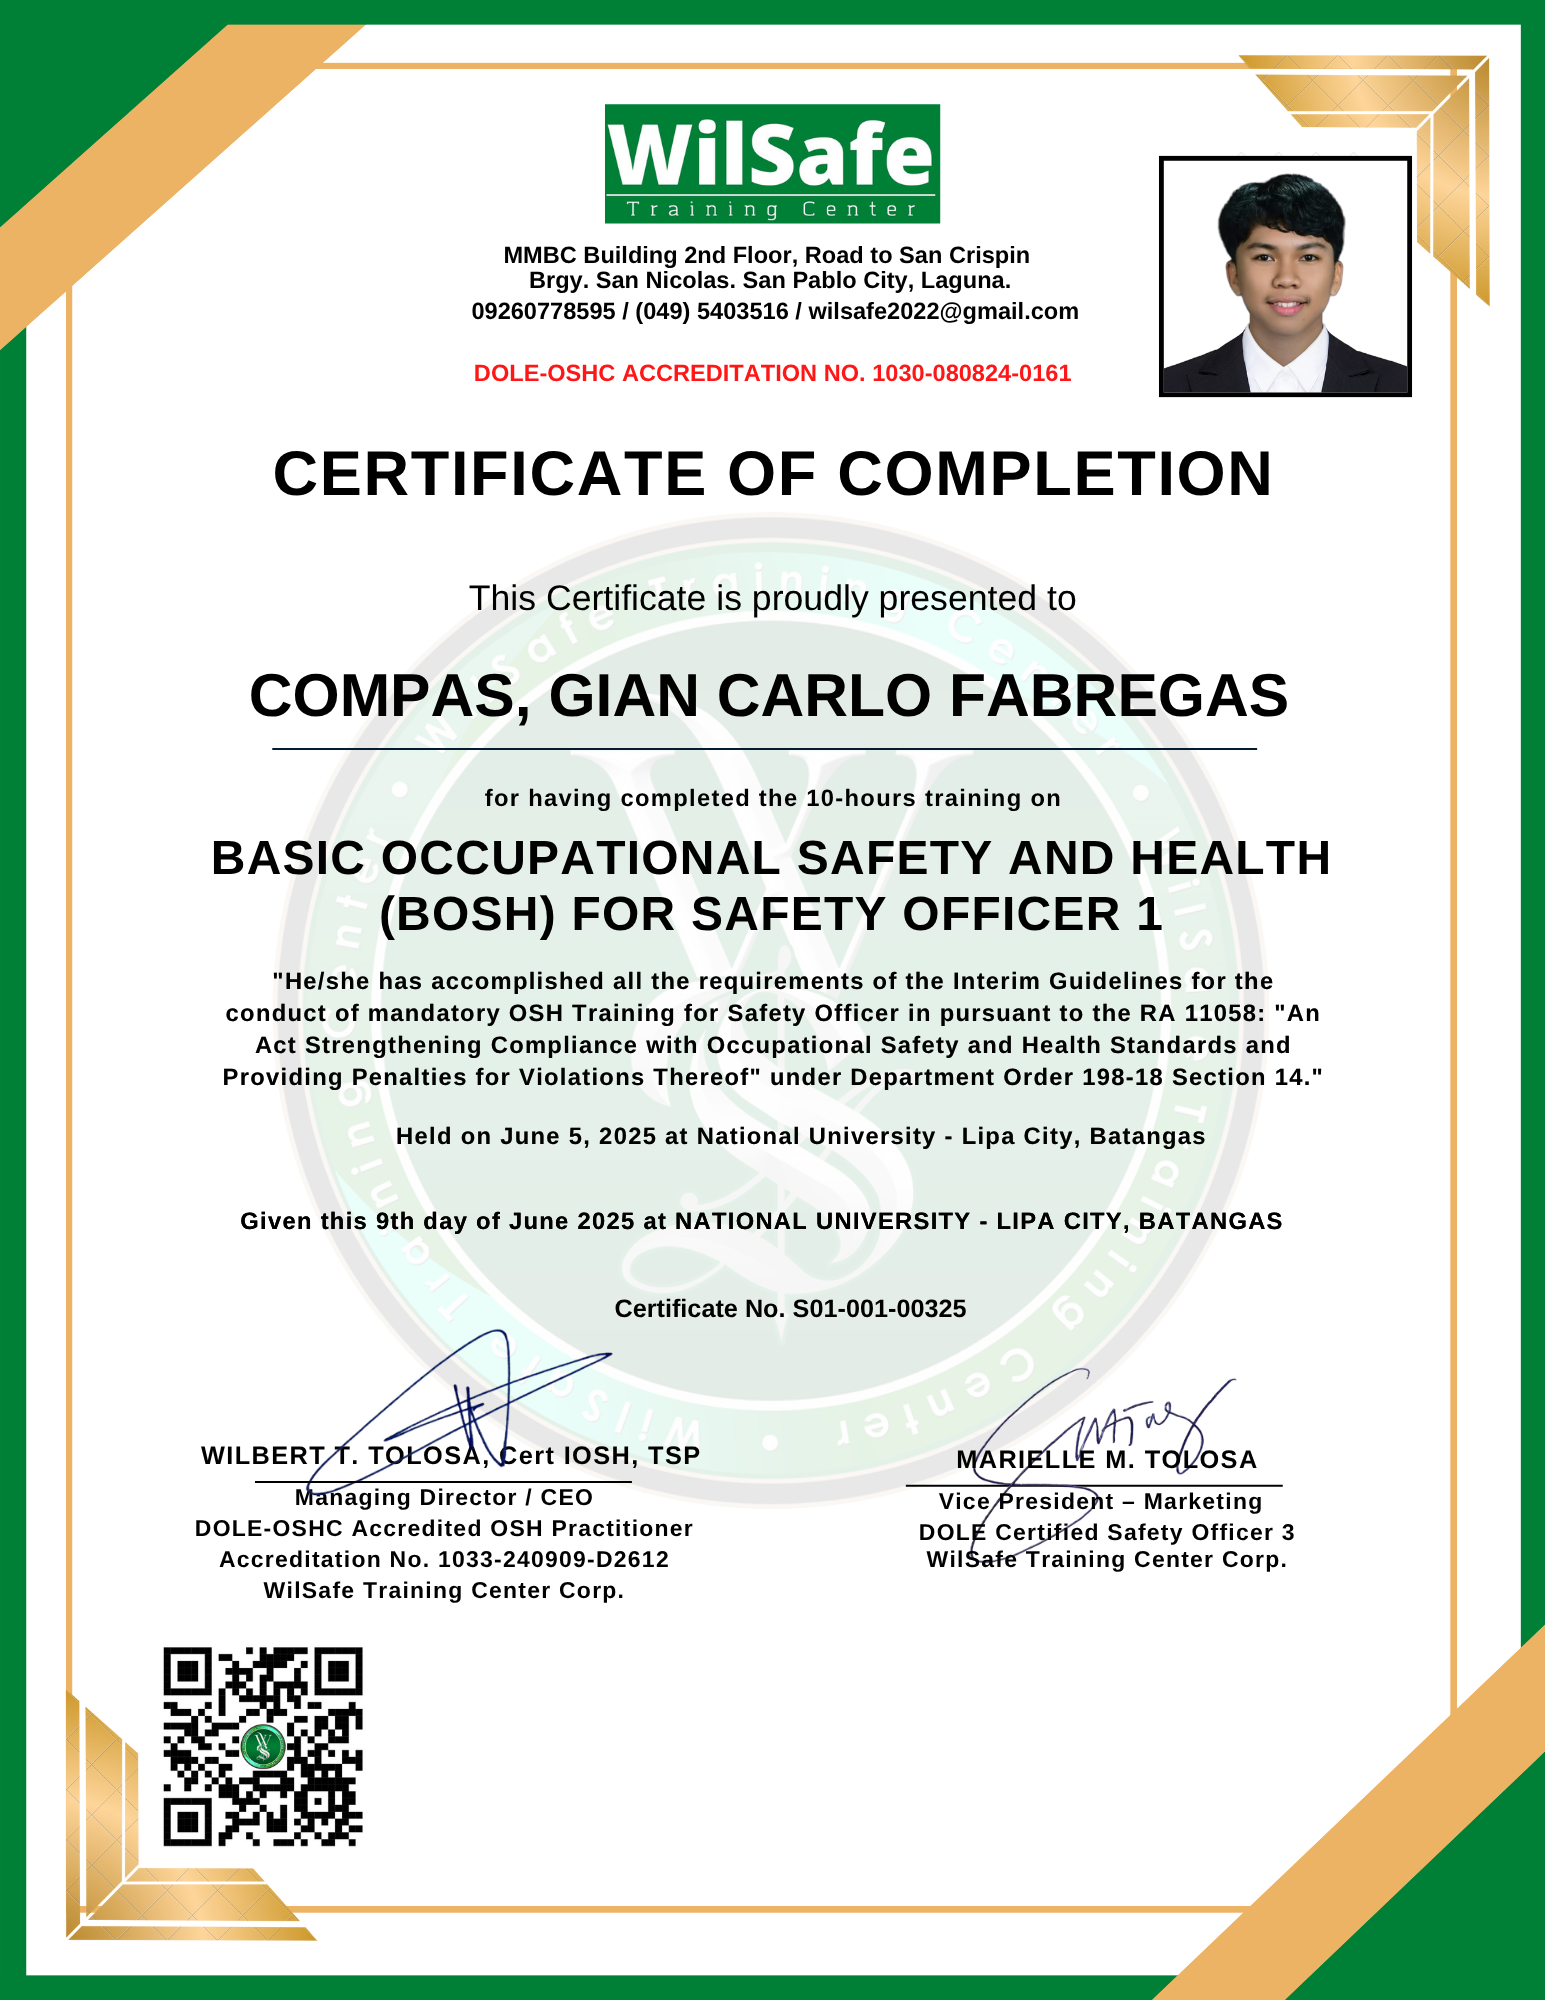 WilSafe
Training Center
MMBC Building 2nd Floor, Road to San Crispin
Brgy. San Nicolas. San Pablo City, Laguna.
09260778595 / (049) 5403516 / wilsafe2022@gmail.com
DOLE-OSHC ACCREDITATION NO. 1030-080824-0161
CERTIFICATE OF COMPLETION
This Certificate is proudly presented to
COMPAS, GIAN CARLO FABREGAS
for having completed the 10-hours training on
BASIC OCCUPATIONAL SAFETY AND HEALTH
(BOSH) FOR SAFETY OFFICER 1
"He/she has accomplished all the requirements of the Interim Guidelines for the
conduct of mandatory OSH Training for Safety Officer in pursuant to the RA 11058: "An
Act Strengthening Compliance with Occupational Safety and Health Standards and
Providing Penalties for Violations Thereof" under Department Order 198-18 Section 14."
Held on June 5, 2025 at National University - Lipa City, Batangas
Given this 9th day of June 2025 at NATIONAL UNIVERSITY - LIPA CITY, BATANGAS
Certificate No. S01-001-00325
WILBERT T. TOLOSA, Cert IOSH, TSP
Managing Director / CEO
DOLE-OSHC Accredited OSH Practitioner
Accreditation No. 1033-240909-D2612
WilSafe Training Center Corp.
MARIELLE M. TOLOSA
Vice President – Marketing
DOLE Certified Safety Officer 3
WilSafe Training Center Corp.
WilSafe Training Center • WilSafe Training Center • WilSafe Training Center •